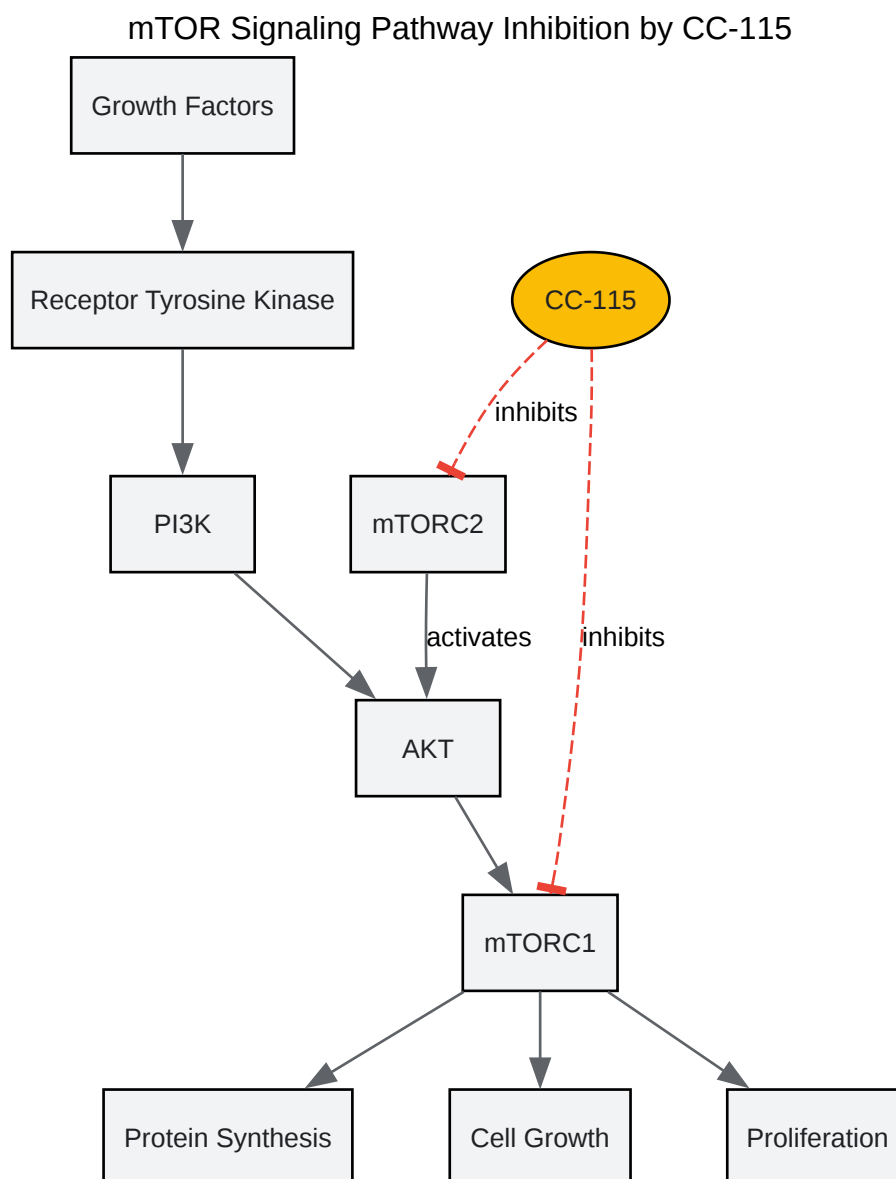 mTOR Signaling Pathway Inhibition by CC-115
Growth Factors
Receptor Tyrosine Kinase
CC-115
inhibits
PI3K
mTORC2
activates
inhibits
AKT
mTORC1
Protein Synthesis
Cell Growth
Proliferation